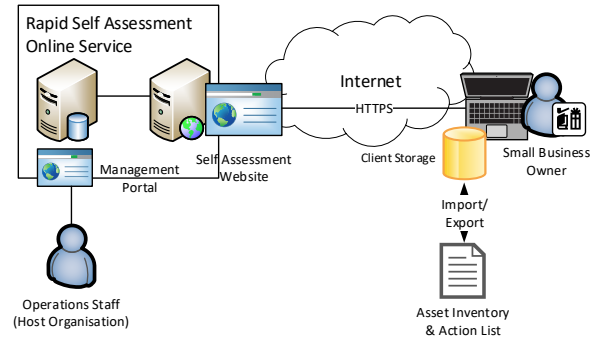 Rapid Self Assessment
Online Service
Internet
HTTPS
Self Assessment
Website
Client Storage
Small Business
Owner
Management
Portal
Import/
Export
Operations Staff
(Host Organisation)
Asset Inventory
& Action List